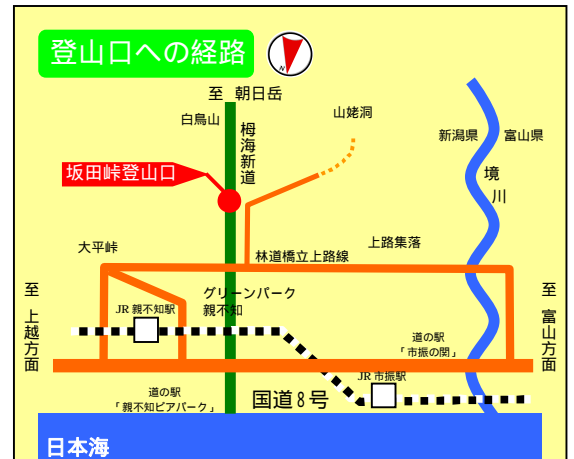 登山口への経路
N
至 朝日岳
白鳥山
栂海新道
山姥洞
新潟県
富山県
境川
坂田峠登山口
大平峠
林道橋立上路線
上路集落
至 上越方面
グリーンパーク
親不知
JR 親不知駅
至 富山方面
道の駅
「市振の関」
JR 市振駅
道の駅
「親不知ピアパーク」
国道8号
日本海